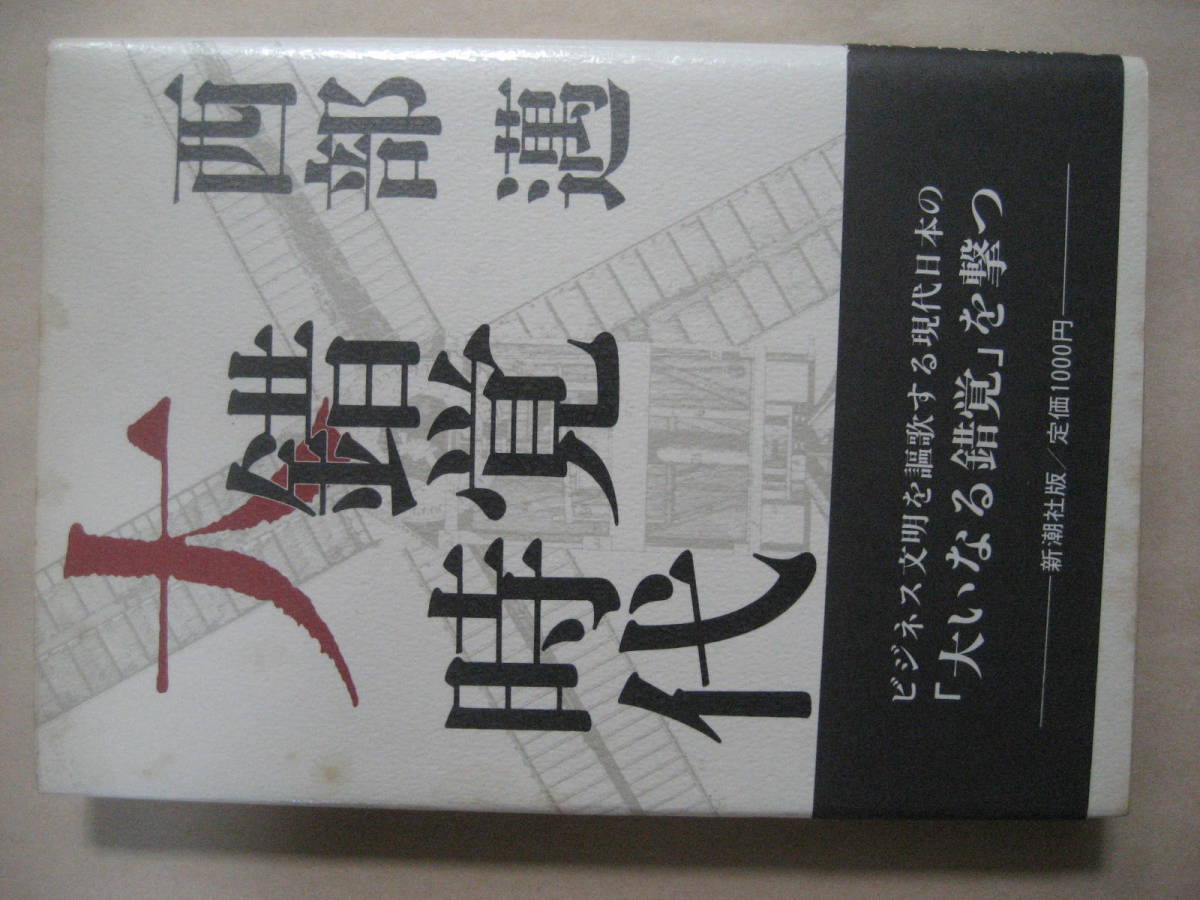 西部邁
大錯覚時代
ビジネス文明を謳歌する現代日本の
「大いなる錯覚」を撃つ
新潮社版／定価1000円